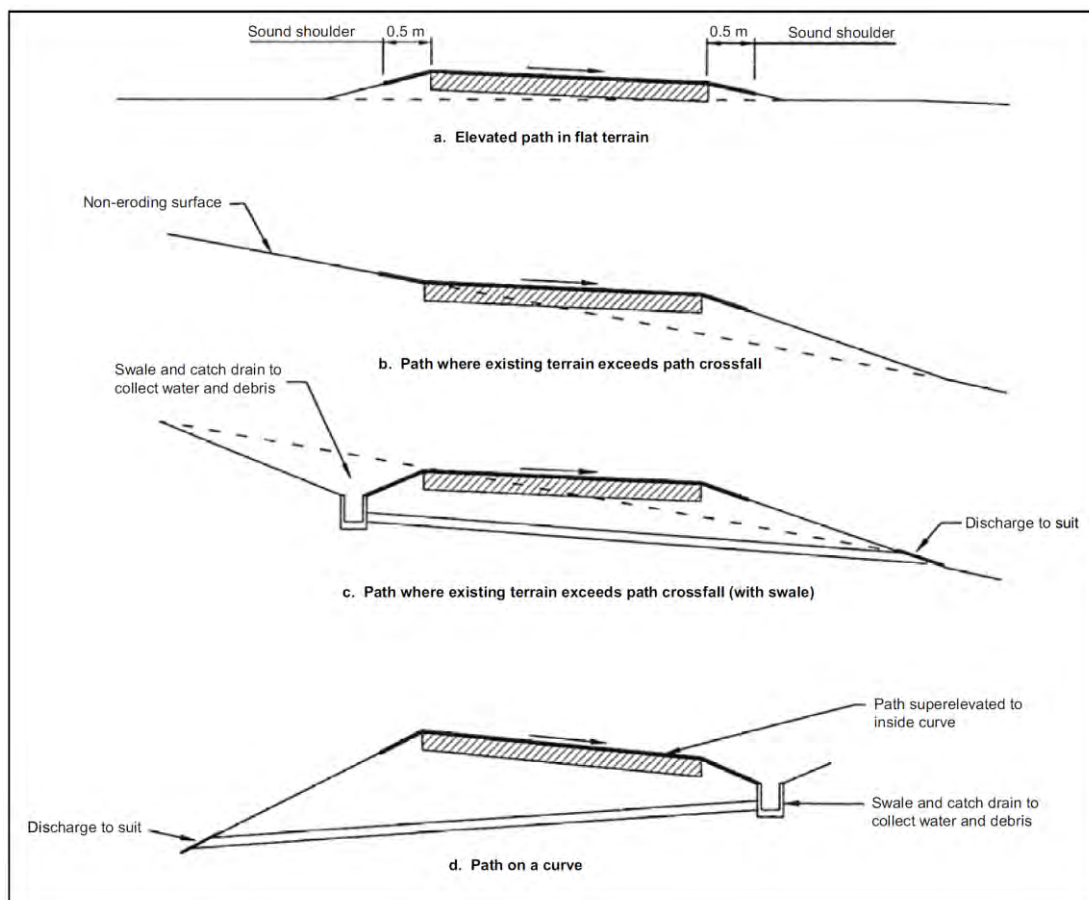 Sound shoulder
0.5 m
0.5 m
Sound shoulder
a. Elevated path in flat terrain
Non-eroding surface
b. Path where existing terrain exceeds path crossfall
Swale and catch drain to
collect water and debris
Discharge to suit
c. Path where existing terrain exceeds path crossfall (with swale)
Path superelevated to
inside curve
Swale and catch drain to
collect water and debris
Discharge to suit
d. Path on a curve